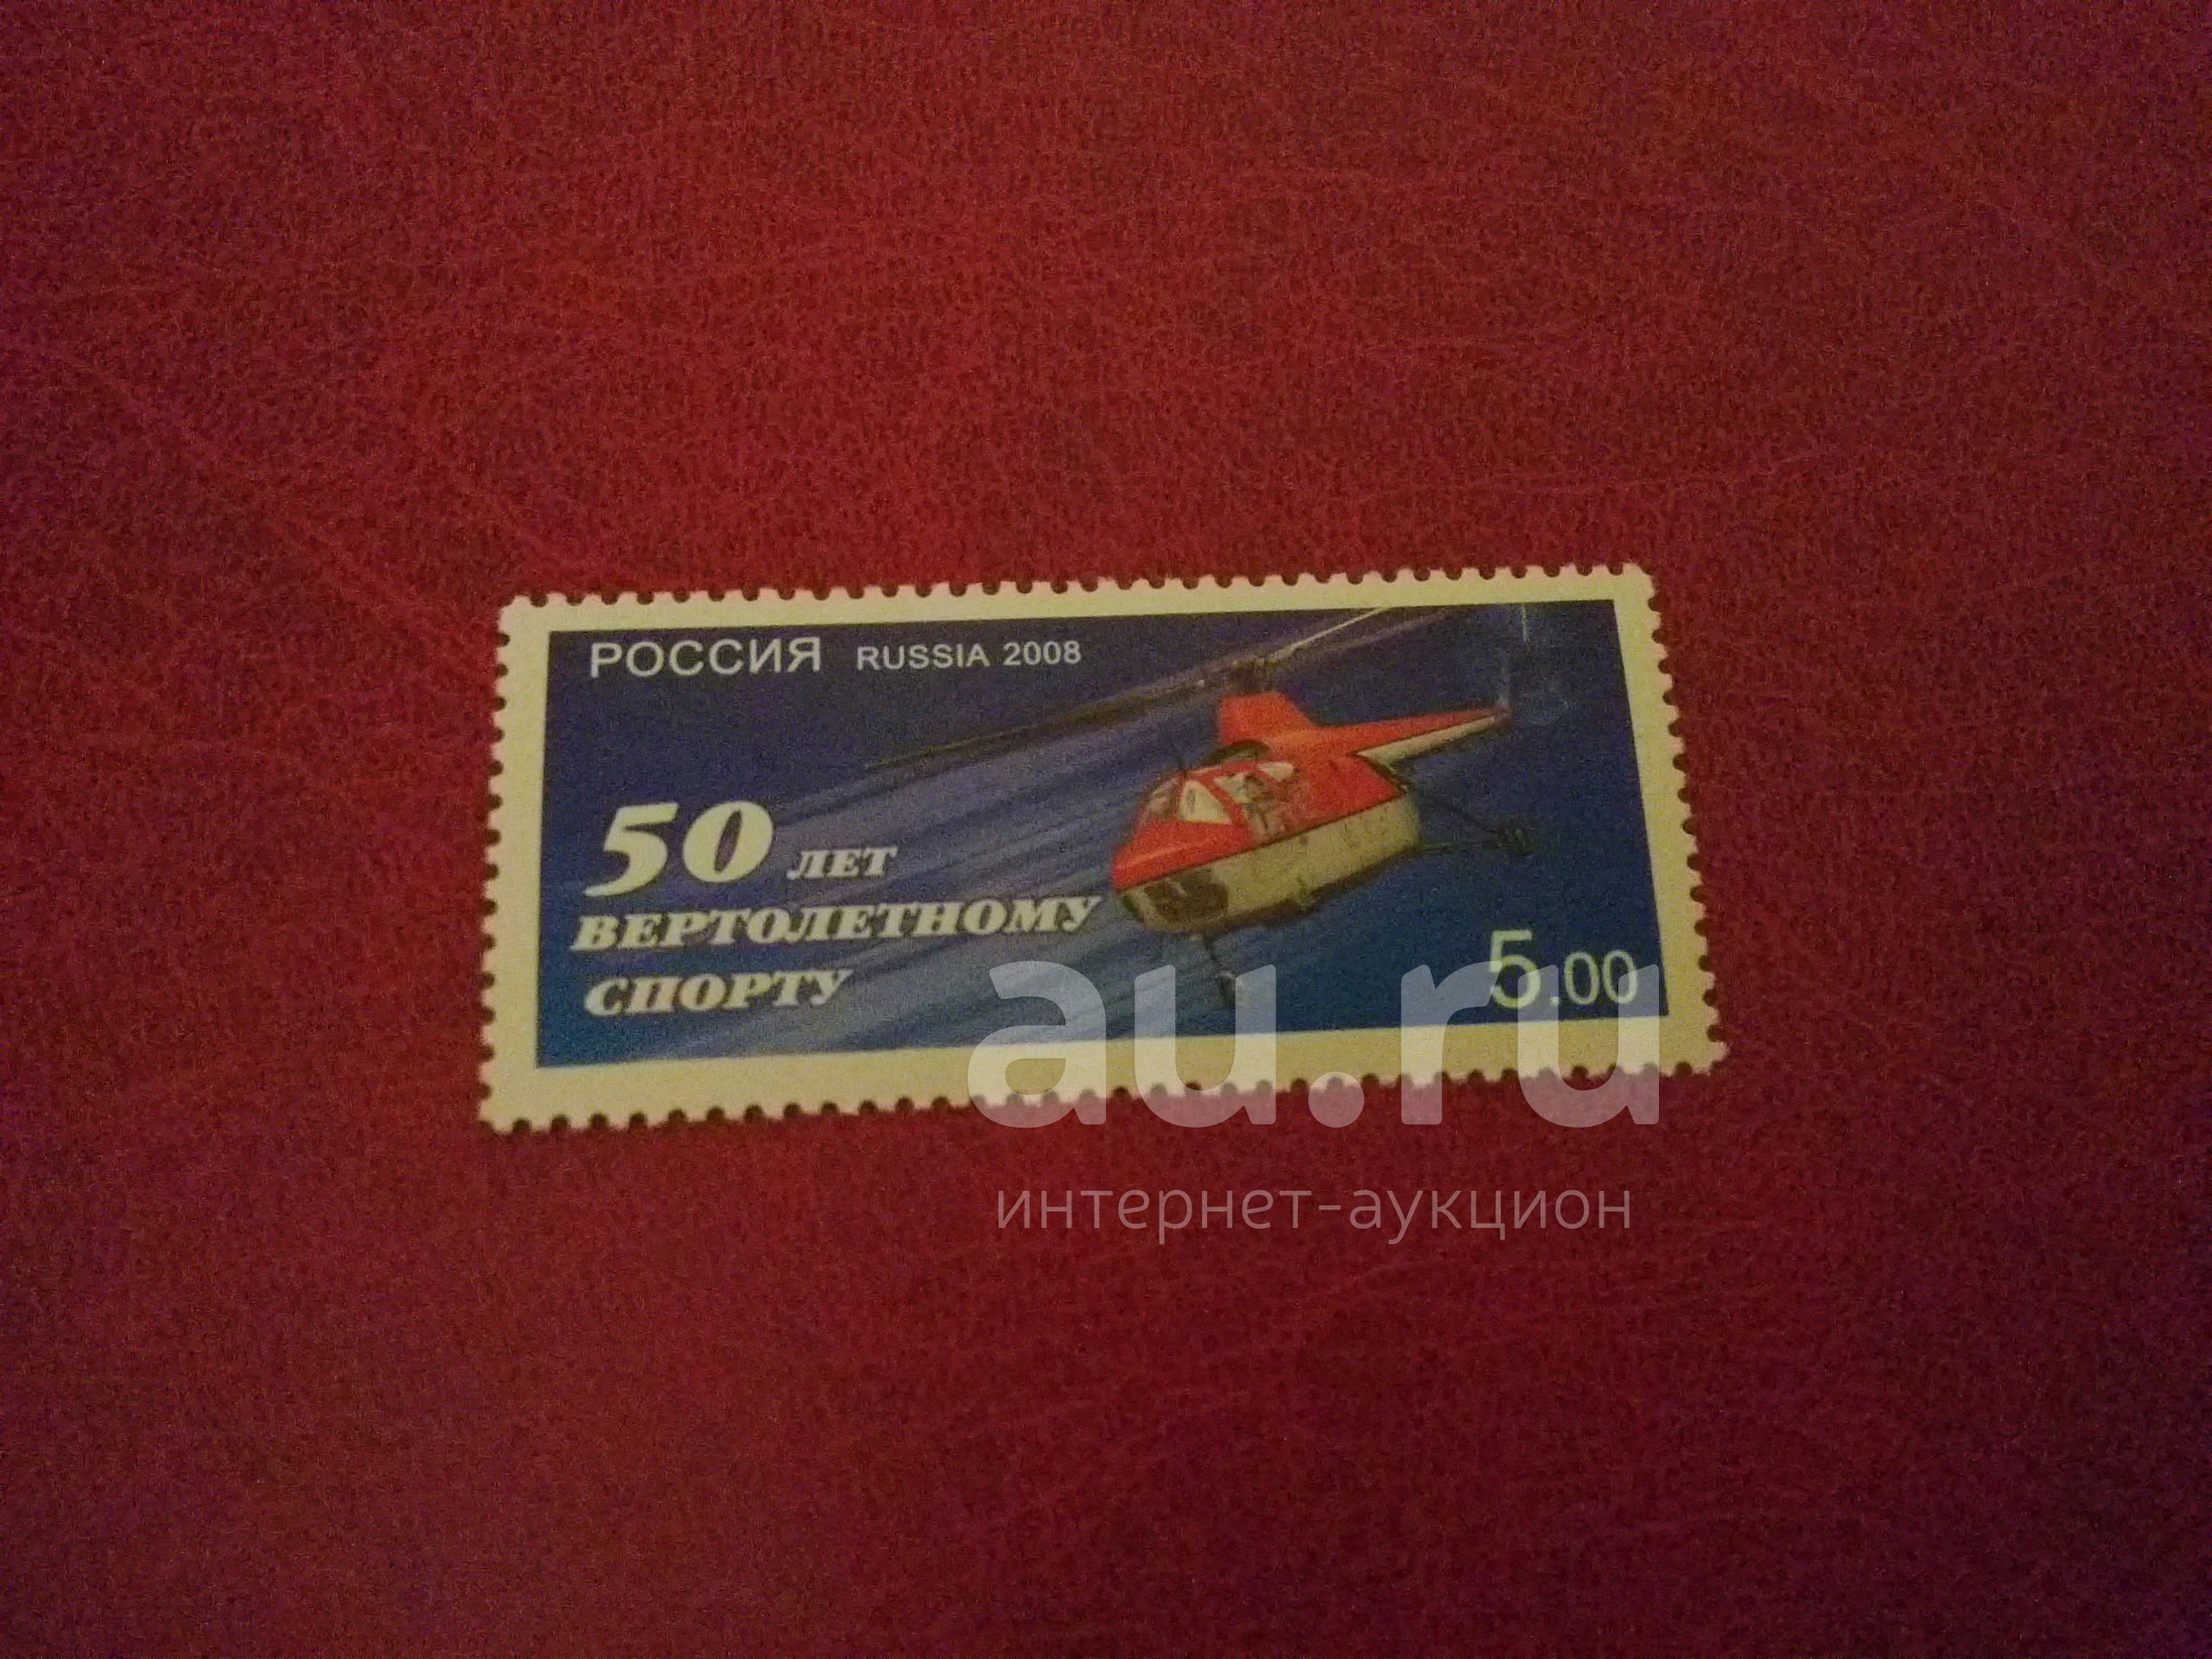 РОССИЯ RUSSIA 2008
50 ЛЕТ
ВЕРТОЛЕТНОМУ
СПОРТУ
5.00
au.ru
интернет-аукцион